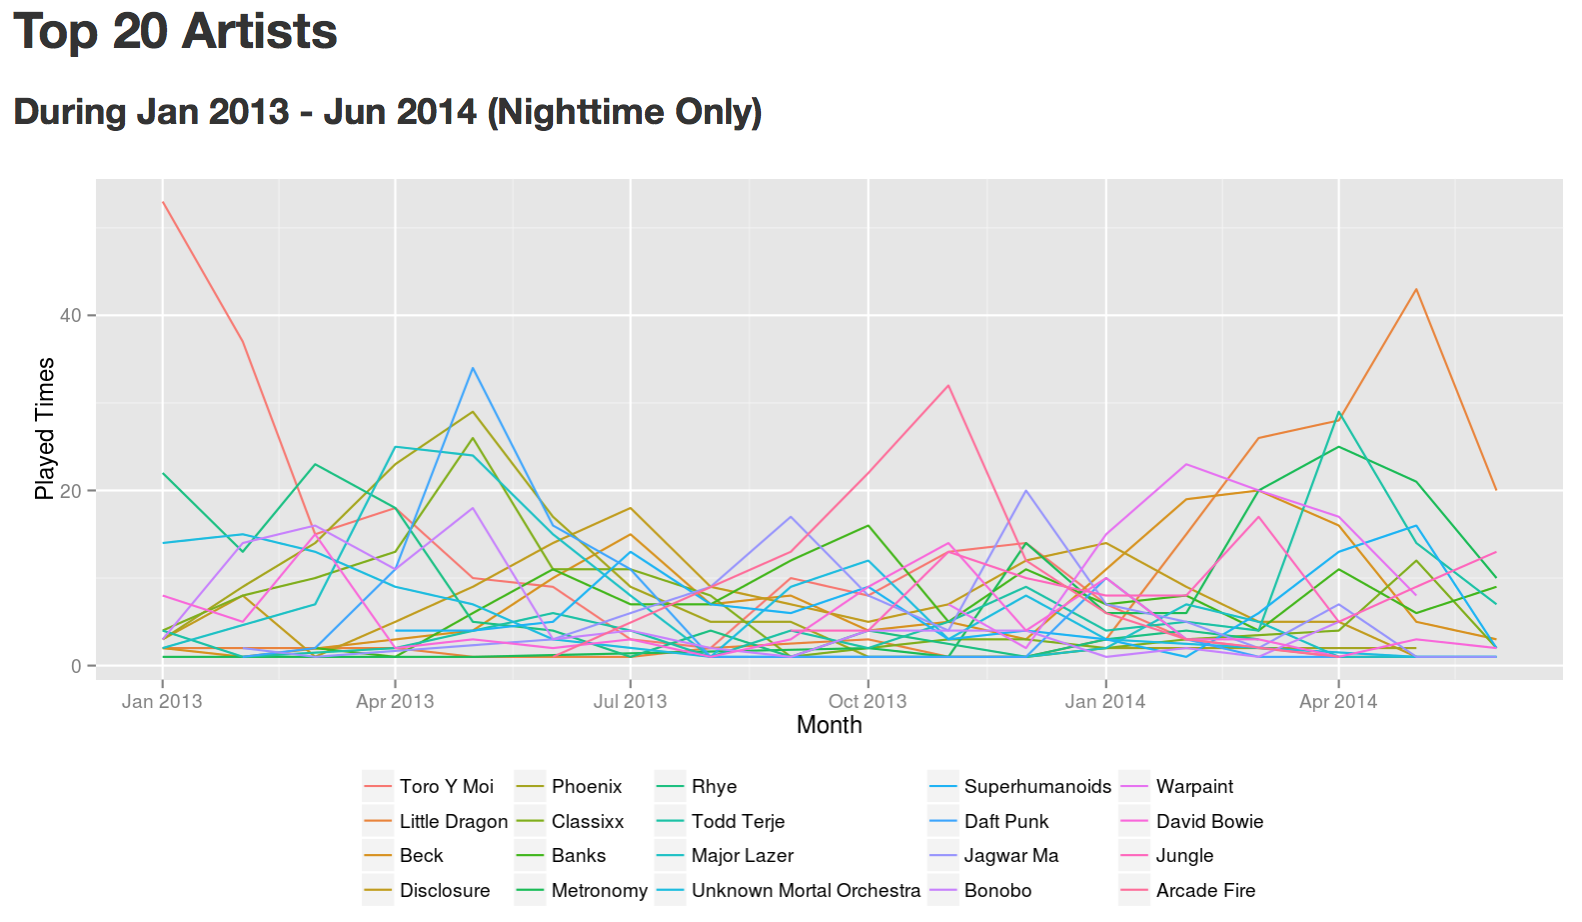 Top 20 Artists
During Jan 2013 - Jun 2014 (Nighttime Only)
Played Times
40
20
0
Jan 2013 Apr 2013 Jul 2013 Oct 2013 Jan 2014 Apr 2014
Month
Toro Y Moi Phoenix Rhye Superhumanoids Warpaint
Little Dragon Classixx Todd Terje Daft Punk David Bowie
Beck Banks Major Lazer Jagwar Ma Jungle
Disclosure Metronomy Unknown Mortal Orchestra Bonobo Arcade Fire